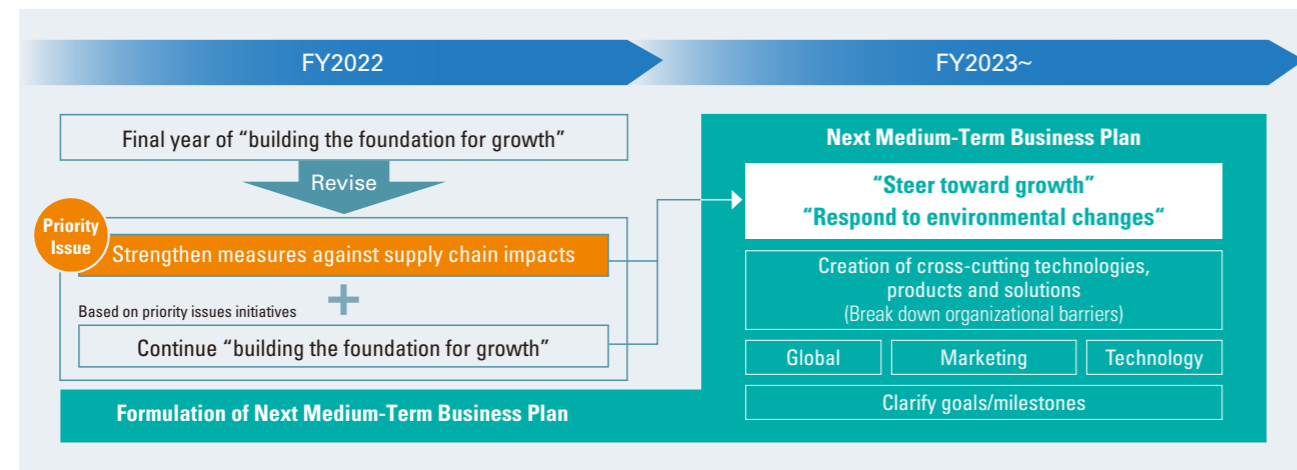 FY2022
FY2023~
Final year of “building the foundation for growth”
Revise
Priority
Issue
Strengthen measures against supply chain impacts
+
Based on priority issues initiatives
Continue “building the foundation for growth”
Formulation of Next Medium-Term Business Plan
Next Medium-Term Business Plan
“Steer toward growth”
“Respond to environmental changes“
Creation of cross-cutting technologies,
products and solutions
(Break down organizational barriers)
Global
Marketing
Technology
Clarify goals/milestones